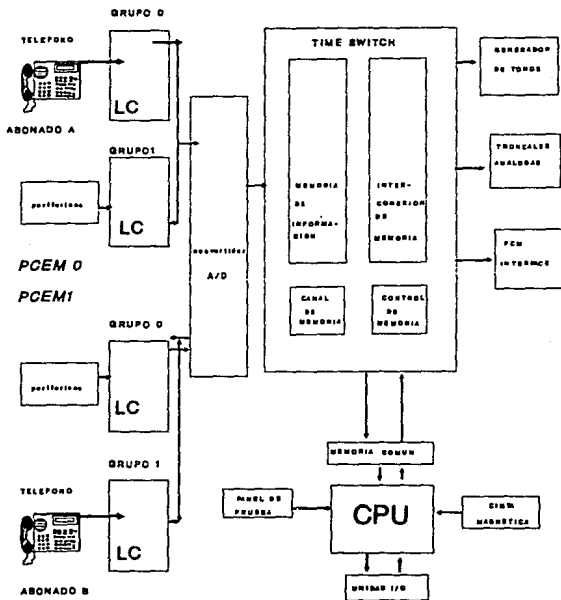 GRUPO 0
TELEFONO
LC
ABONADO A
GRUPO1
LC
PCEM 0
PCEM1
GRUPO 0
LC
GRUPO 1
TELEFONO
LC
ABONADO B
convertidor
A/D
TIME SWITCH
MEMORIA
DE
INFORMA-
CION
INTER-
CONEXION
DE
MEMORIA
CANAL
DE
MEMORIA
CONTROL
DE
MEMORIA
GENERADOR
DE TONOS
TRONCALES
ANALOGAS
PCM
INTERFACE
MEMORIA COMUN
PANEL DE
PRUEBA
CPU
CINTA
MAGNETICA
UNIDAD I/O